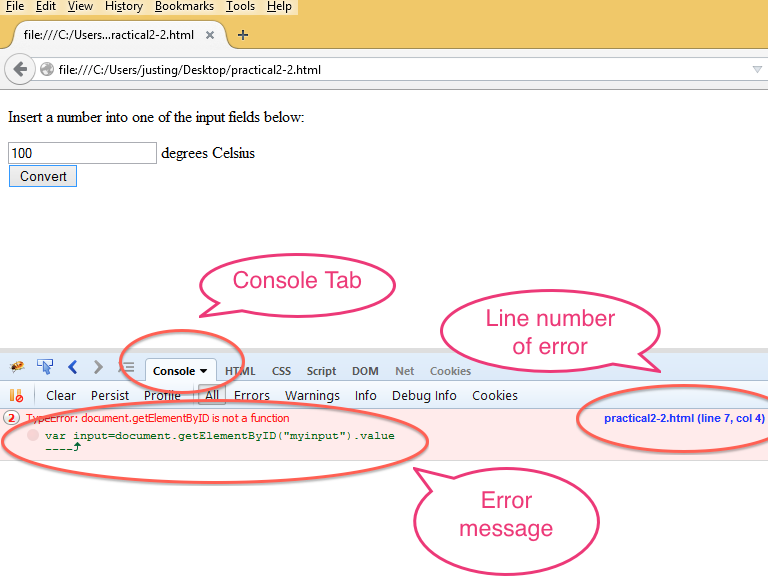 File Edit View History Bookmarks Tools Help
file:///C:/Users...ractical2-2.html × +
file:///C:/Users/justing/Desktop/practical2-2.html
Insert a number into one of the input fields below:
100 degrees Celsius
Convert
Console Tab
Line number
of error
Console HTML CSS Script DOM Net Cookies
Clear Persist Profile All Errors Warnings Info Debug Info Cookies
2 TypeError: document.getElementByID is not a function practical2-2.html (line 7, col 4)
var input=document.getElementByID("myinput").value
----
Error
message